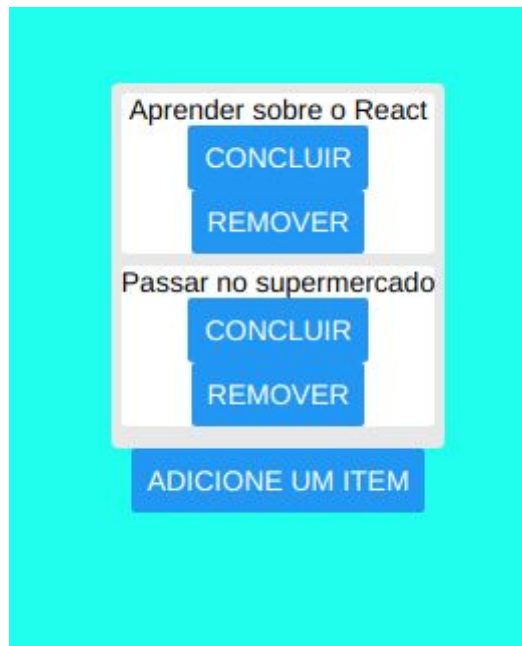 Aprender sobre o React
CONCLUIR
REMOVER
Passar no supermercado
CONCLUIR
REMOVER
ADICIONE UM ITEM